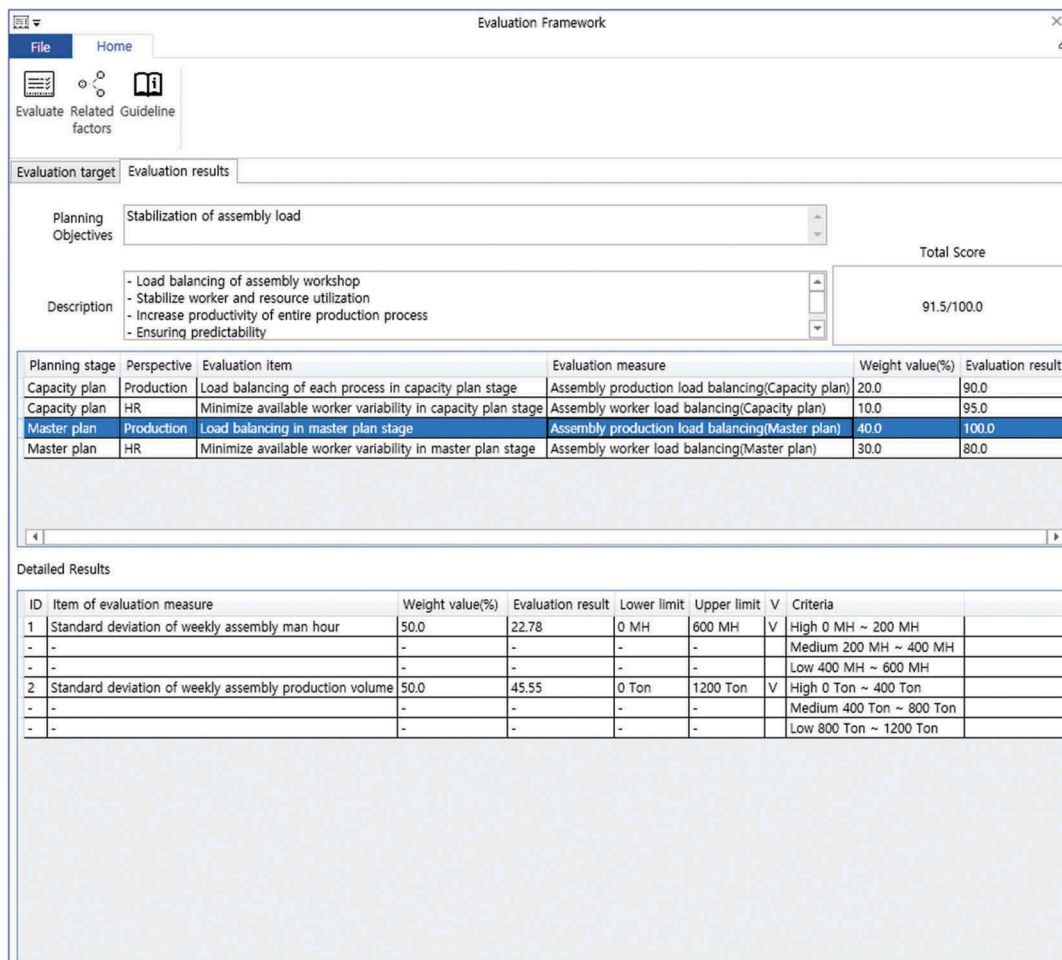 Evaluation Framework
File Home
Evaluate Related factors Guideline
Evaluation target Evaluation results
Planning Objectives
Stabilization of assembly load
Total Score
Description
- Load balancing of assembly workshop
- Stabilize worker and resource utilization
- Increase productivity of entire production process
- Ensuring predictability
91.5/100.0
Planning stage Perspective Evaluation item Evaluation measure Weight value(%) Evaluation result
Capacity plan Production Load balancing of each process in capacity plan stage Assembly production load balancing(Capacity plan) 20.0 90.0
Capacity plan HR Minimize available worker variability in capacity plan stage Assembly worker load balancing(Capacity plan) 10.0 95.0
Master plan Production Load balancing in master plan stage Assembly production load balancing(Master plan) 40.0 100.0
Master plan HR Minimize available worker variability in master plan stage Assembly worker load balancing(Master plan) 30.0 80.0
Detailed Results
ID Item of evaluation measure Weight value(%) Evaluation result Lower limit Upper limit V Criteria
1 Standard deviation of weekly assembly man hour 50.0 22.78 0 MH 600 MH V High 0 MH ~ 200 MH
- - - - - - Medium 200 MH ~ 400 MH
- - - - - - Low 400 MH ~ 600 MH
2 Standard deviation of weekly assembly production volume 50.0 45.55 0 Ton 1200 Ton V High 0 Ton ~ 400 Ton
- - - - - - Medium 400 Ton ~ 800 Ton
- - - - - - Low 800 Ton ~ 1200 Ton